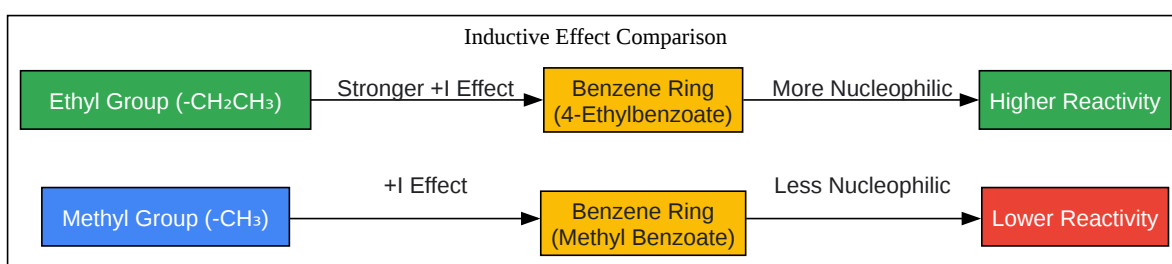 Inductive Effect Comparison
Ethyl Group (-CH₂CH₃)
Stronger +I Effect
Benzene Ring
(4-Ethylbenzoate)
More Nucleophilic
Higher Reactivity
Methyl Group (-CH₃)
+I Effect
Benzene Ring
(Methyl Benzoate)
Less Nucleophilic
Lower Reactivity